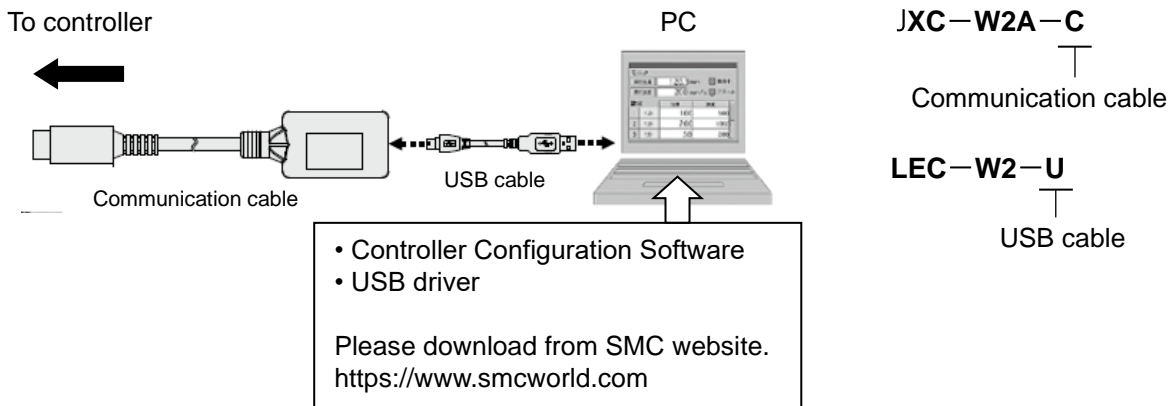 To controller
PC
JXC－W2A－C
Communication cable
LEC－W2－U
USB cable
Communication cable
USB cable
• Controller Configuration Software
• USB driver
Please download from SMC website.
https://www.smcworld.com